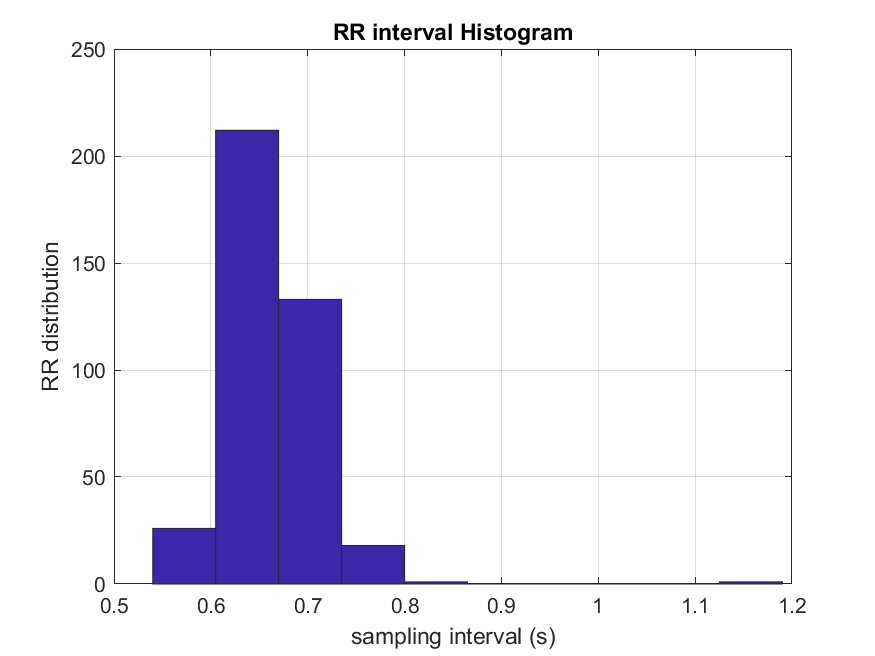 RR interval Histogram
250
200
150
100
50
0
RR distribution
0.5 0.6 0.7 0.8 0.9 1 1.1 1.2
sampling interval (s)